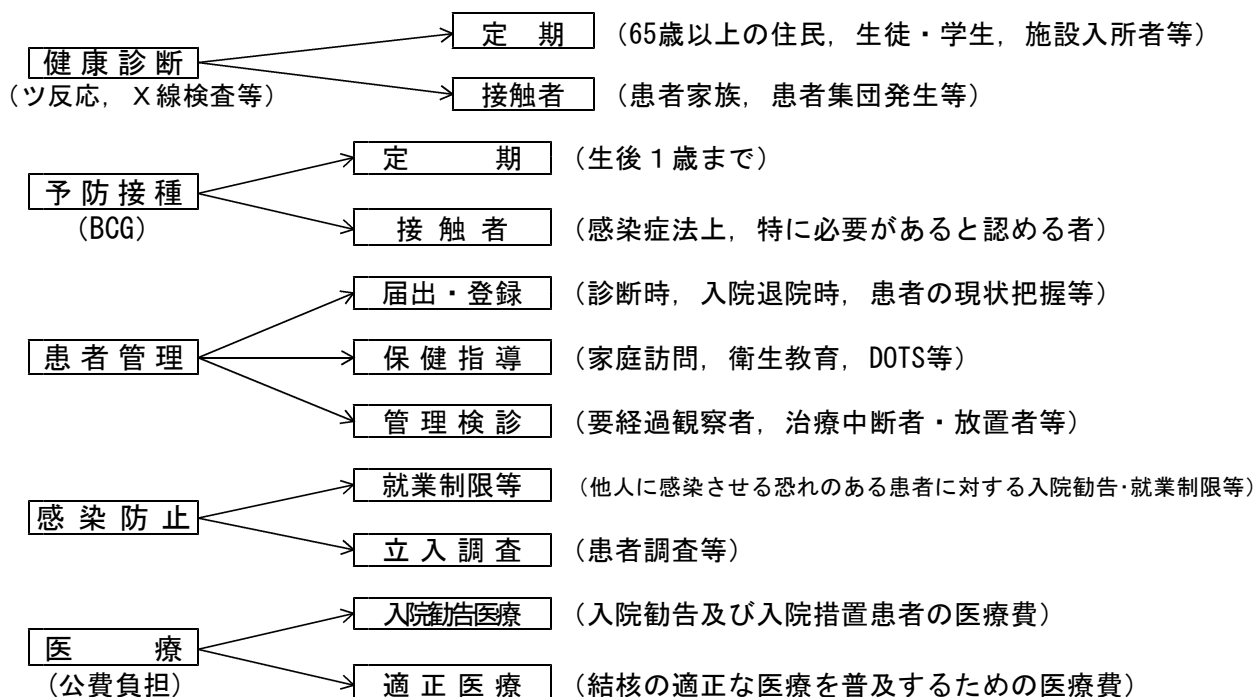 定 期 （65歳以上の住民，生徒・学生，施設入所者等）
健 康 診 断
（ツ反応，Ｘ線検査等）
接触者 （患者家族，患者集団発生等）
定 期 （生後１歳まで）
予 防 接 種
（BCG）
接 触 者 （感染症法上，特に必要があると認める者）
届出・登録 （診断時，入院退院時，患者の現状把握等）
患 者 管 理 保 健 指 導 （家庭訪問，衛生教育，DOTS等）
管 理 検 診 （要経過観察者，治療中断者・放置者等）
就業制限等 （他人に感染させる恐れのある患者に対する入院勧告・就業制限等）
感 染 防 止
立 入 調 査 （患者調査等）
入院勧告医療 （入院勧告及び入院措置患者の医療費）
医 療
（公費負担）
適 正 医 療 （結核の適正な医療を普及するための医療費）